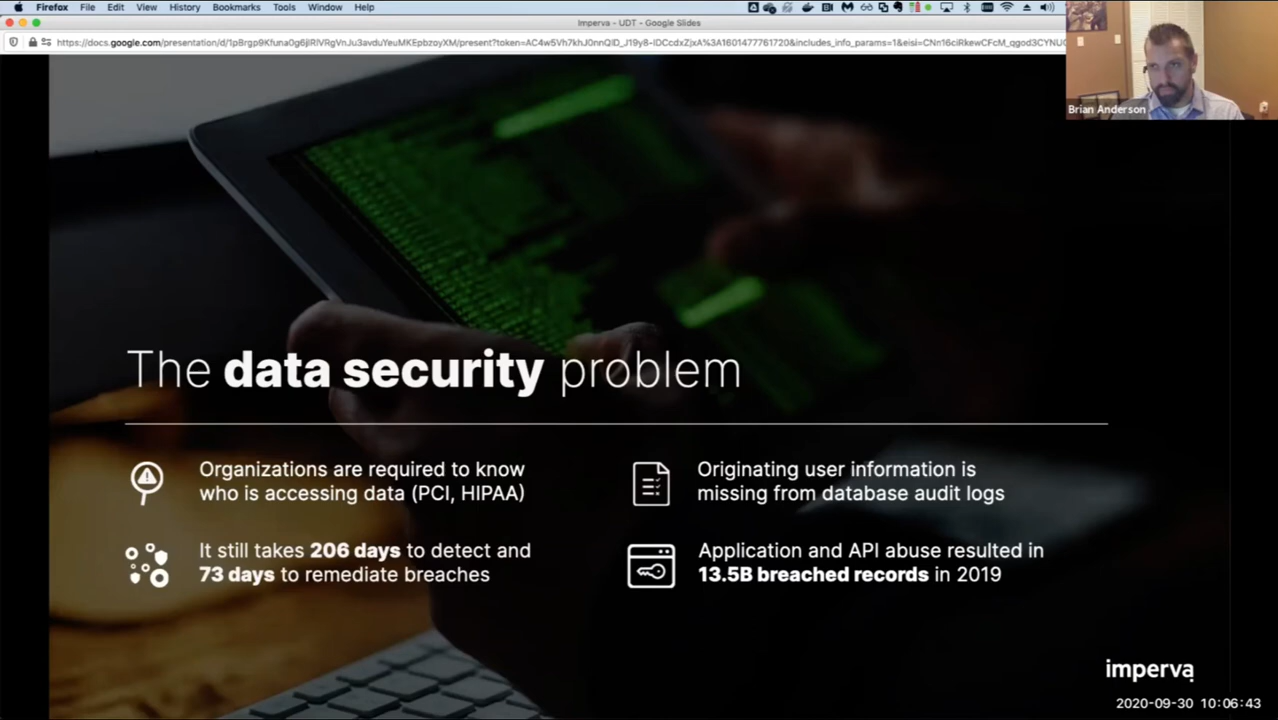 Firefox File Edit View History Bookmarks Tools Window Help
Imperva - UDT - Google Slides
Brian Anderson
The data security problem
Organizations are required to know
who is accessing data (PCI, HIPAA)
Originating user information is
missing from database audit logs
It still takes 206 days to detect and
73 days to remediate breaches
Application and API abuse resulted in
13.5B breached records in 2019
imperva
2020-09-30 10:06:43